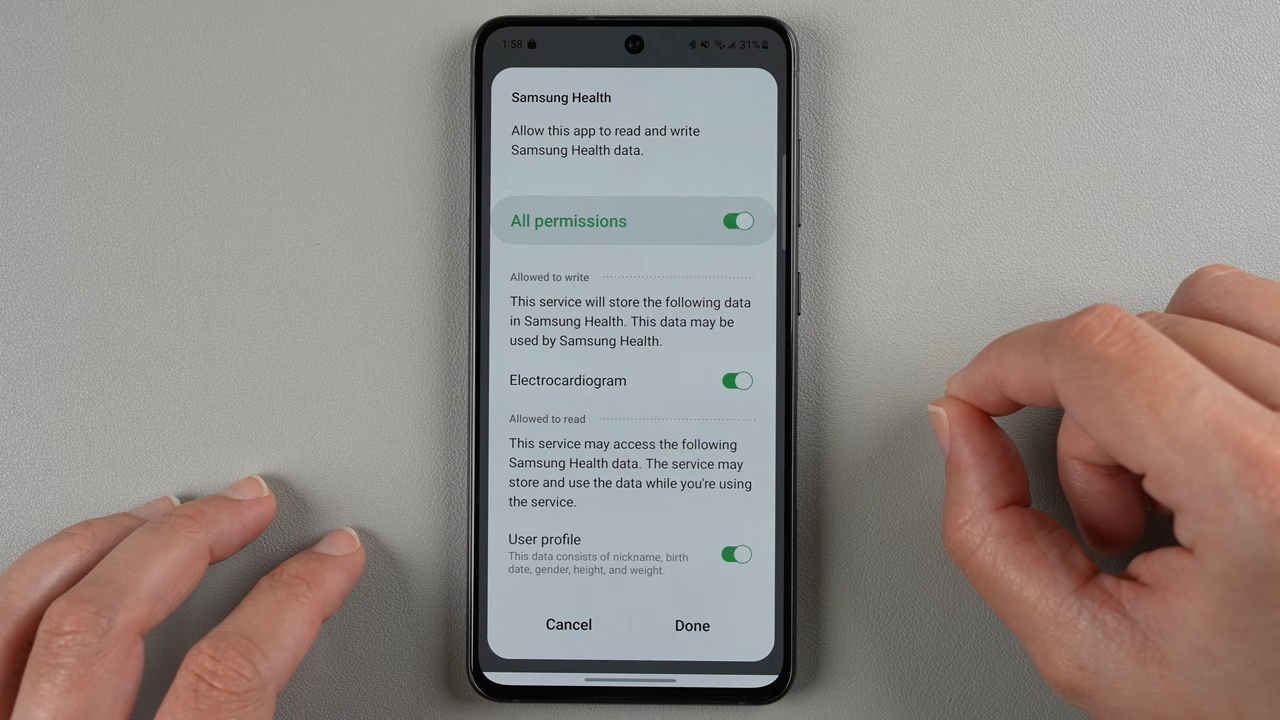 1:58 31%
Samsung Health
Allow this app to read and write
Samsung Health data.
All permissions
Allowed to write
This service will store the following data
in Samsung Health. This data may be
used by Samsung Health.
Electrocardiogram
Allowed to read
This service may access the following
Samsung Health data. The service may
store and use the data while you're using
the service.
User profile
This data consists of nickname, birth
date, gender, height, and weight.
Cancel Done